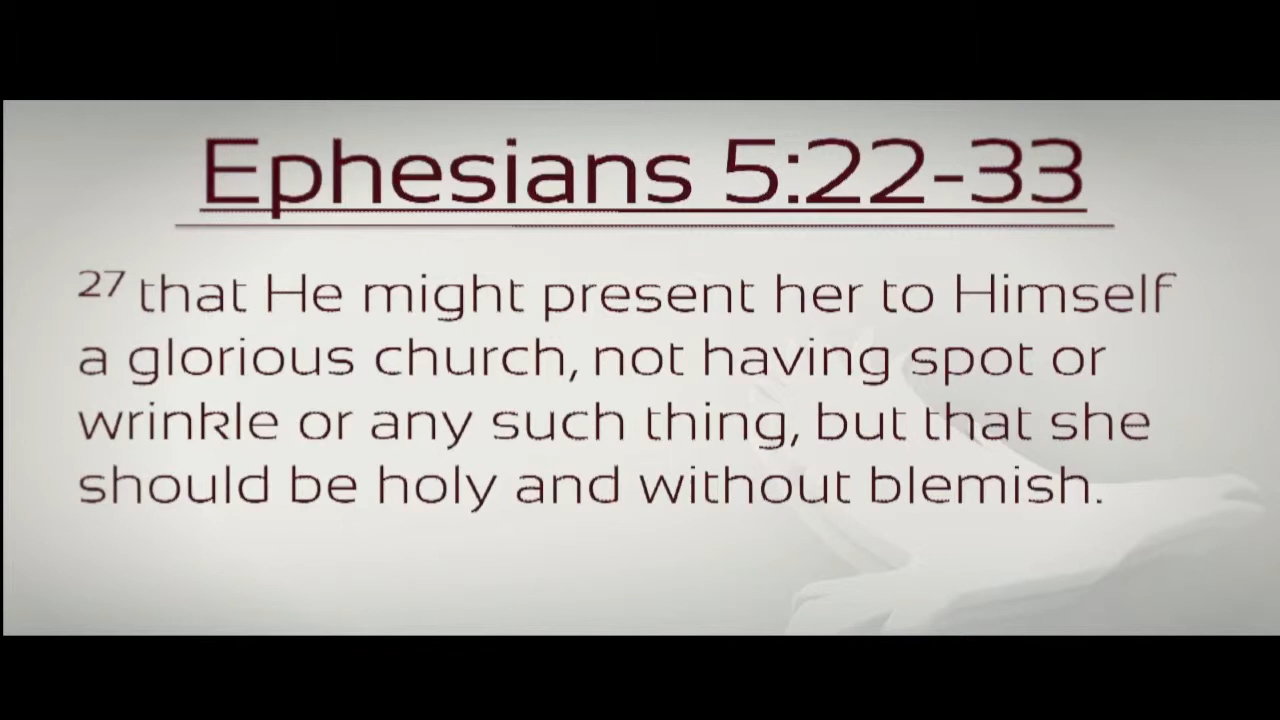 Ephesians 5:22-33
27 that He might present her to Himself
a glorious church, not having spot or
wrinkle or any such thing, but that she
should be holy and without blemish.